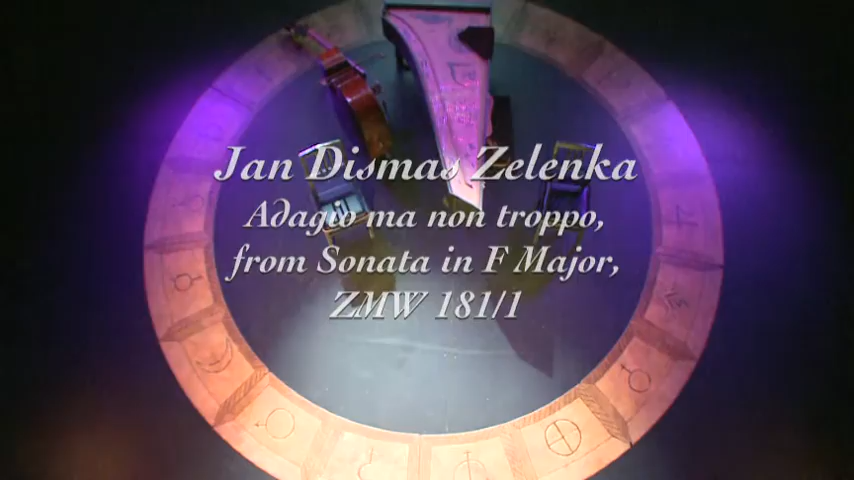 Jan Dismas Zelenka
Adagio ma non troppo,
from Sonata in F Major,
ZMW 181/1